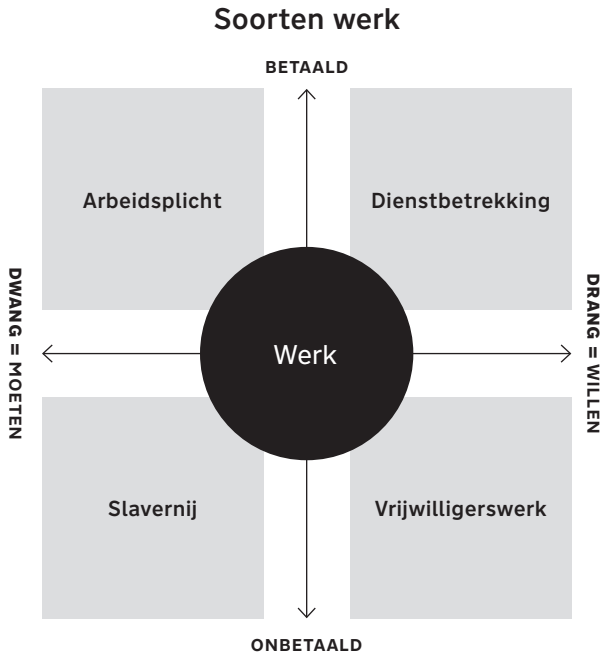 Soorten werk
BETAALD
Arbeidsplicht
Dienstbetrekking
DWANG = MOETEN
Werk
DRANG = WILLEN
Slavernij
Vrijwilligerswerk
ONBETAALD